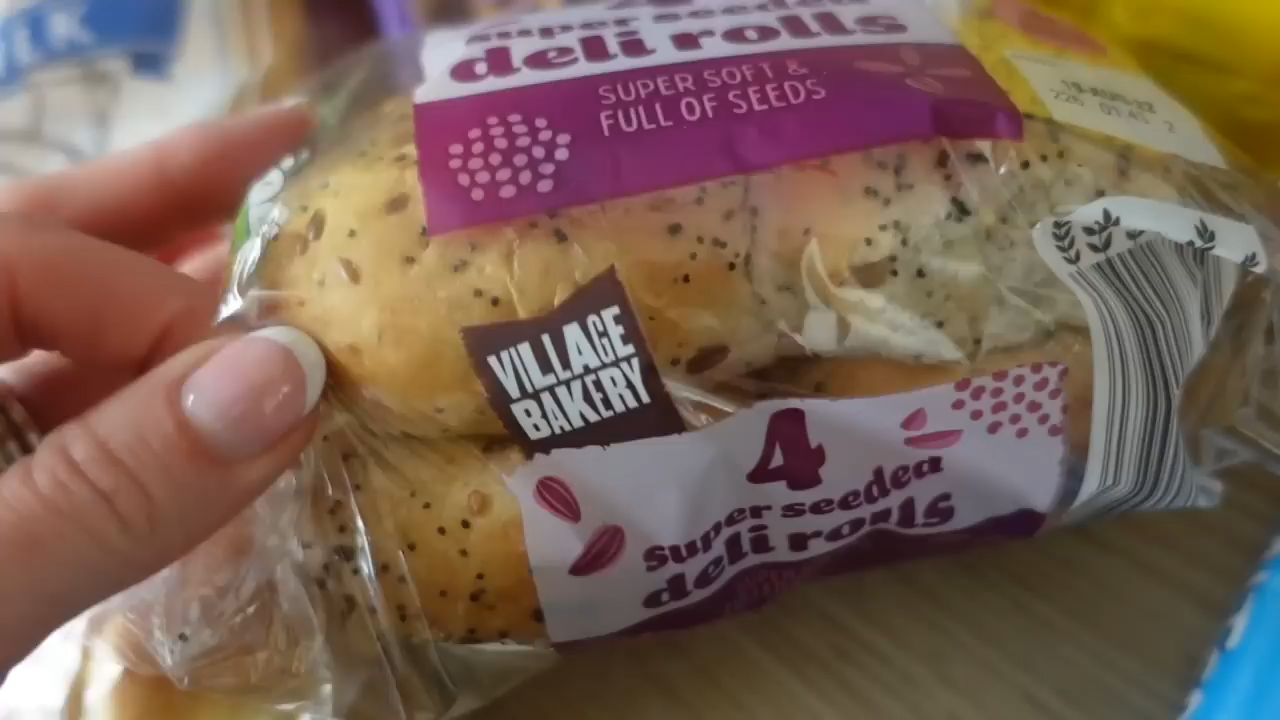 super seeded
deli rolls
SUPER SOFT &
FULL OF SEEDS
VILLAGE
BAKERY
4
super seeded
deli rolls